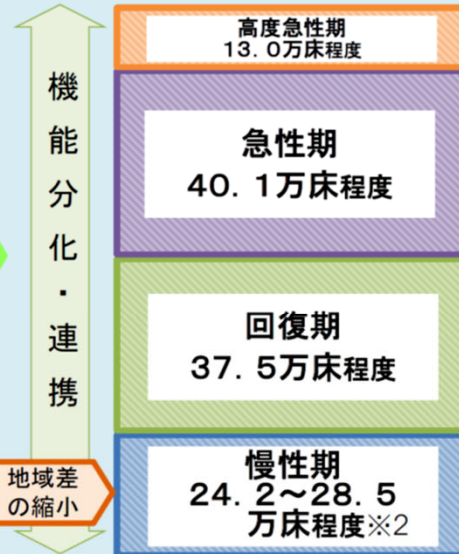 高度急性期
13.0万床程度
機能分化・連携
急性期
40.1万床程度
回復期
37.5万床程度
地域差
の縮小
慢性期
24.2～28.5
万床程度※2